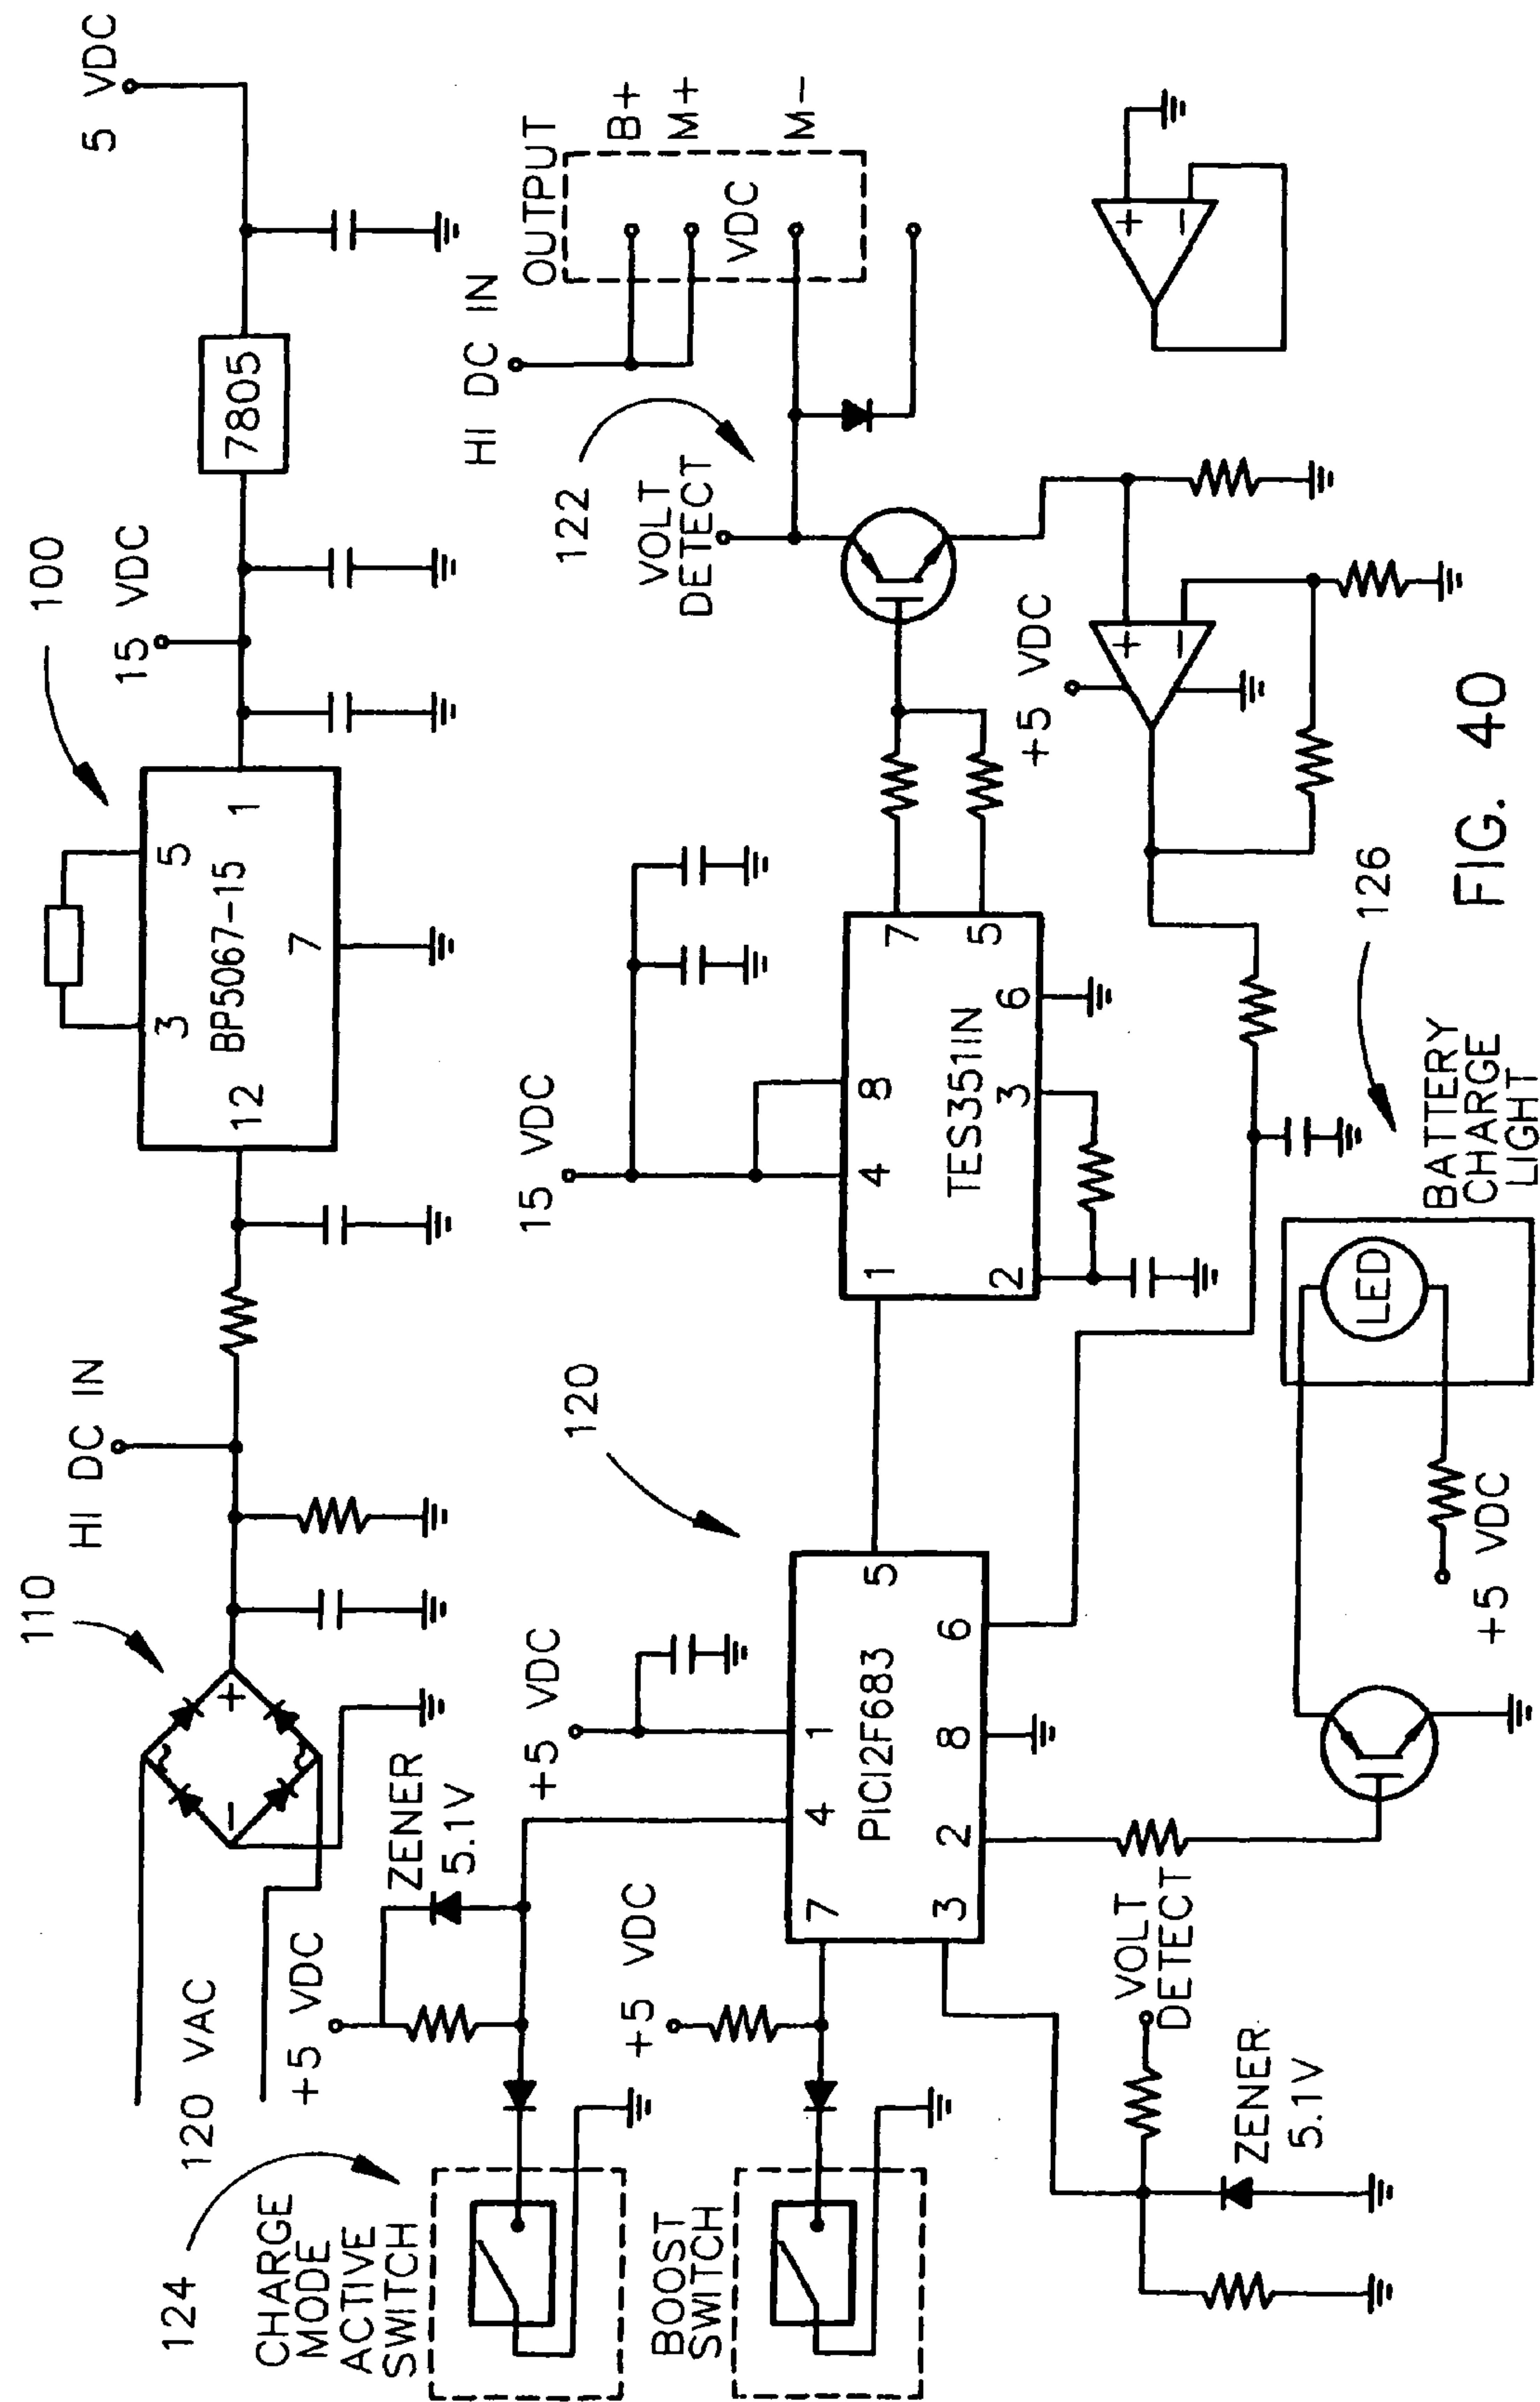 110
HI DC IN
100
15 VDC
5 VDC
120 VAC
+
−
12
3
5
1
7
BP5067-15
7805
124
CHARGE
MODE
ACTIVE
SWITCH
+5 VDC
ZENER
5.1V
+5 VDC
120
15 VDC
122
HI DC IN
OUTPUT
B+
M+
VDC
M-
VOLT
DETECT
BOOST
SWITCH
+5 VDC
7
4
1
5
PIC12F683
3
2
8
6
1
4
8
7
TES351IN
2
3
6
5
+5 VDC
+
−
+
−
VOLT
DETECT
ZENER
5.1V
+5 VDC
LED
BATTERY
CHARGE
LIGHT
126
FIG. 40